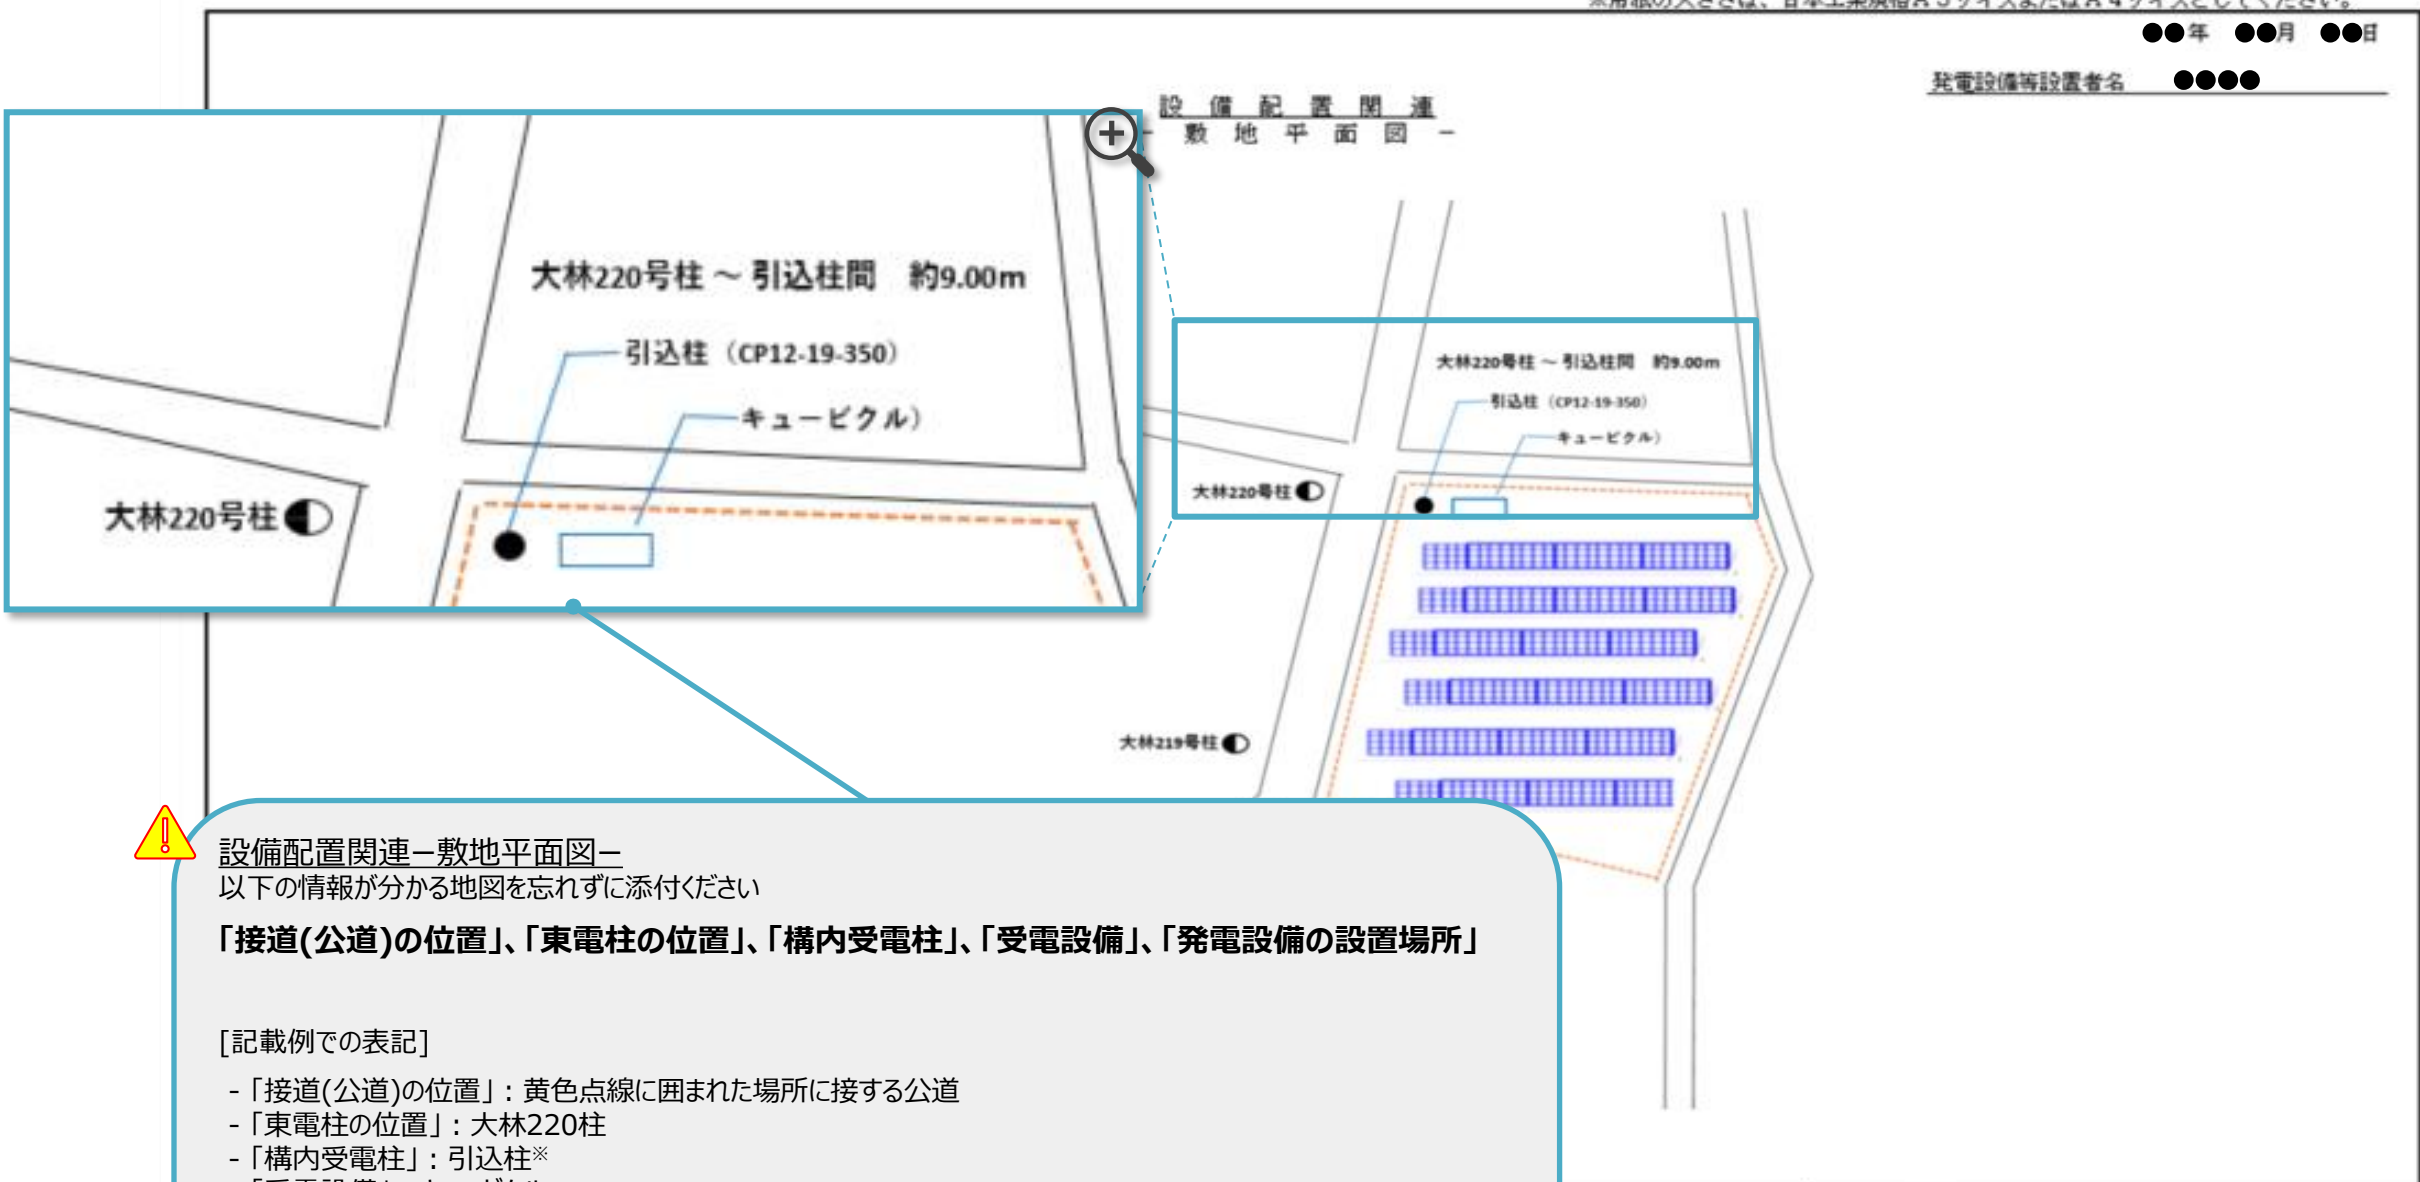 ●●年 ●●月 ●●日
発電設備等設置者名 ●●●●
設備配置関連
－敷地平面図－
大林220号柱 ～ 引込柱間 約9.00m
引込柱（CP12-19-350）
キュービクル）
大林220号柱
大林220号柱 ～ 引込柱間 約9.00m
引込柱（CP12-19-350）
キュービクル）
大林220号柱
大林219号柱
設備配置関連－敷地平面図－
以下の情報が分かる地図を忘れずに添付ください
「接道(公道)の位置」、「東電柱の位置」、「構内受電柱」、「受電設備」、「発電設備の設置場所」
[記載例での表記]
-「接道(公道)の位置」：黄色点線に囲まれた場所に接する公道
-「東電柱の位置」：大林220柱
-「構内受電柱」：引込柱※